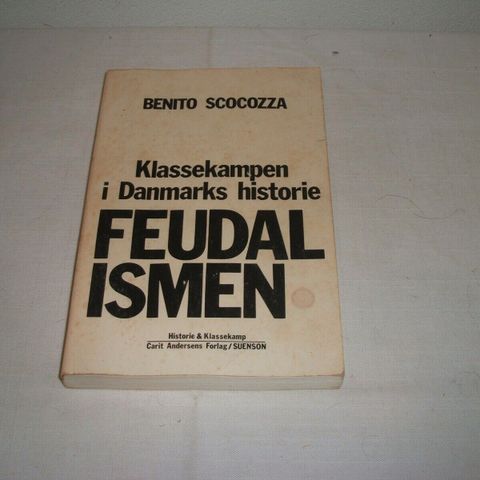 BENITO SCOCOZZA
Klassekampen
i Danmarks historie
FEUDAL
ISMEN
Historie & Klassekamp
Carit Andersens Forlag/SUENSON